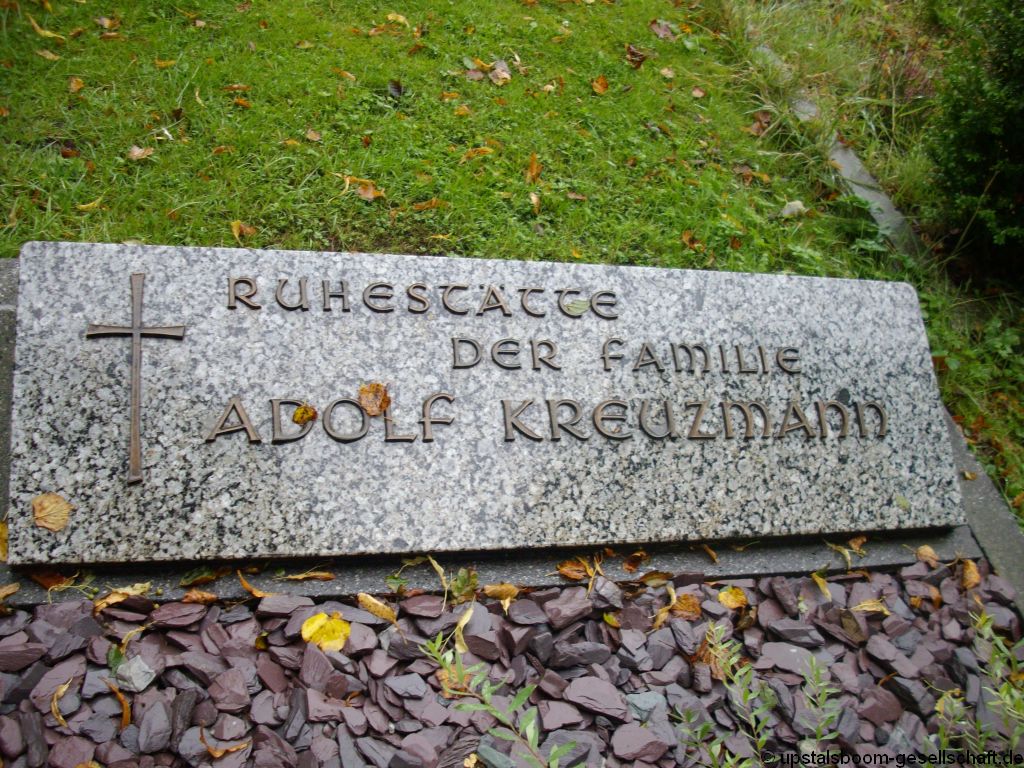 RUHESTÄTTE
DER FAMILIE
ADOLF KREUZMANN
© upstalsboom-gesellschaft.de